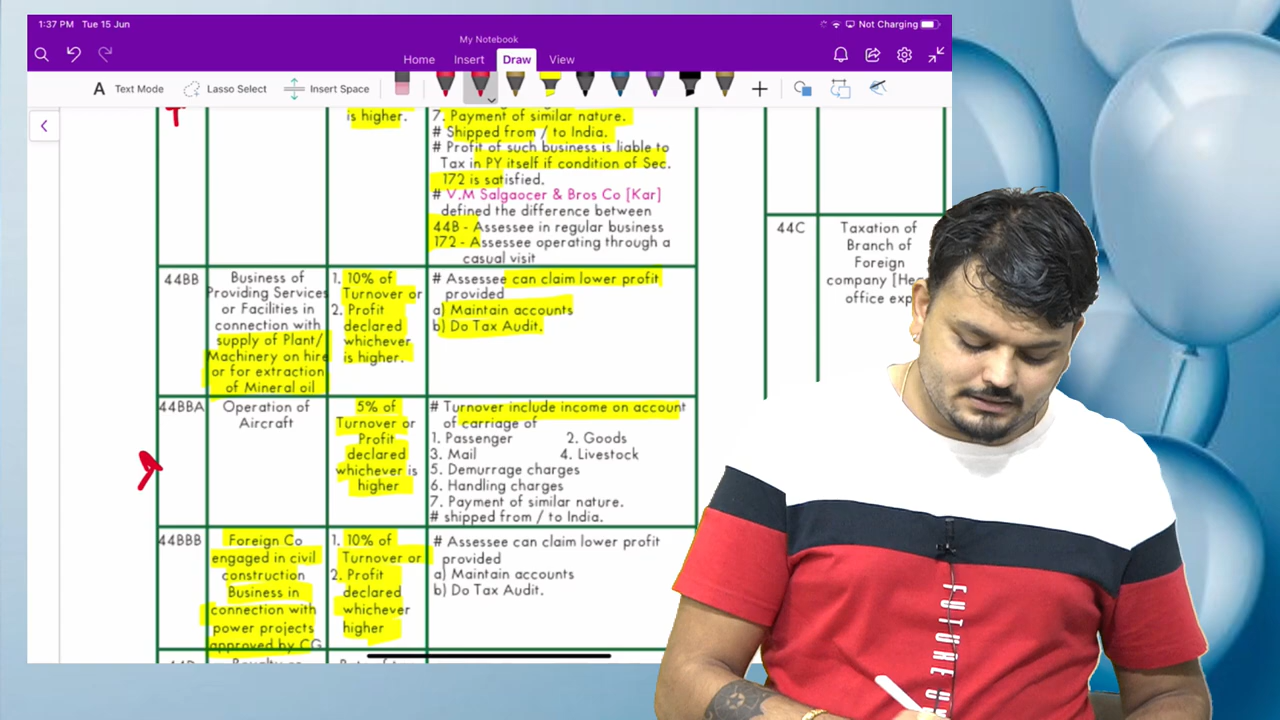 1:37 PM Tue 15 Jun
Not Charging
My Notebook
Home Insert Draw View
A Text Mode Lasso Select Insert Space
is higher.
7. Payment of similar nature.
# Shipped from / to India.
# Profit of such business is liable to
Tax in PY itself if condition of Sec.
172 is satisfied.
# V.M Salgaocer & Bros Co [Kar]
defined the difference between
44B - Assessee in regular business
172 - Assessee operating through a
casual visit
44BB
Business of
Providing Services
or Facilities in
connection with
supply of Plant/
Machinery on hire
or for extraction
of Mineral oil
1. 10% of
Turnover or
2. Profit
declared
whichever
is higher.
# Assessee can claim lower profit
provided
a) Maintain accounts
b) Do Tax Audit.
44BBA
Operation of
Aircraft
5% of
Turnover or
Profit
declared
whichever is
higher
# Turnover include income on account
of carriage of
1. Passenger 2. Goods
3. Mail 4. Livestock
5. Demurrage charges
6. Handling charges
7. Payment of similar nature.
# shipped from / to India.
44BBB
Foreign Co
engaged in civil
construction
Business in
connection with
power projects
approved by CG
1. 10% of
Turnover or
2. Profit
declared
whichever
higher
# Assessee can claim lower profit
provided
a) Maintain accounts
b) Do Tax Audit.
44C
Taxation of
Branch of
Foreign
company
office
FUTURE